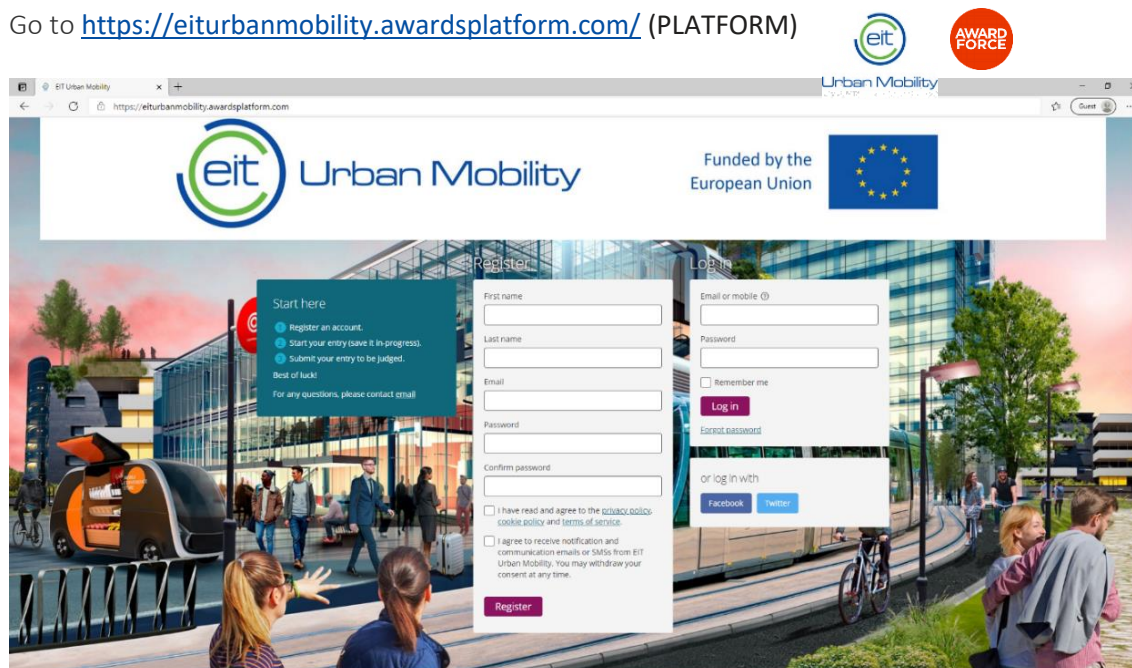 Go to https://eiturbanmobility.awardsplatform.com/ (PLATFORM)
eit
Urban Mobility
AWARD
FORCE
EIT Urban Mobility
https://eiturbanmobility.awardsplatform.com
Guest
eit Urban Mobility
Funded by the
European Union
Start here
1 Register an account.
2 Start your entry (save it in-progress).
3 Submit your entry to be judged.
Best of luck!
For any questions, please contact email
Register
First name
Last name
Email
Password
Confirm password
I have read and agree to the privacy policy,
cookie policy and terms of service.
I agree to receive notification and
communication emails or SMSs from EIT
Urban Mobility. You may withdraw your
consent at any time.
Register
Log in
Email or mobile
Password
Remember me
Log in
Forgot password
or log in with
Facebook
Twitter